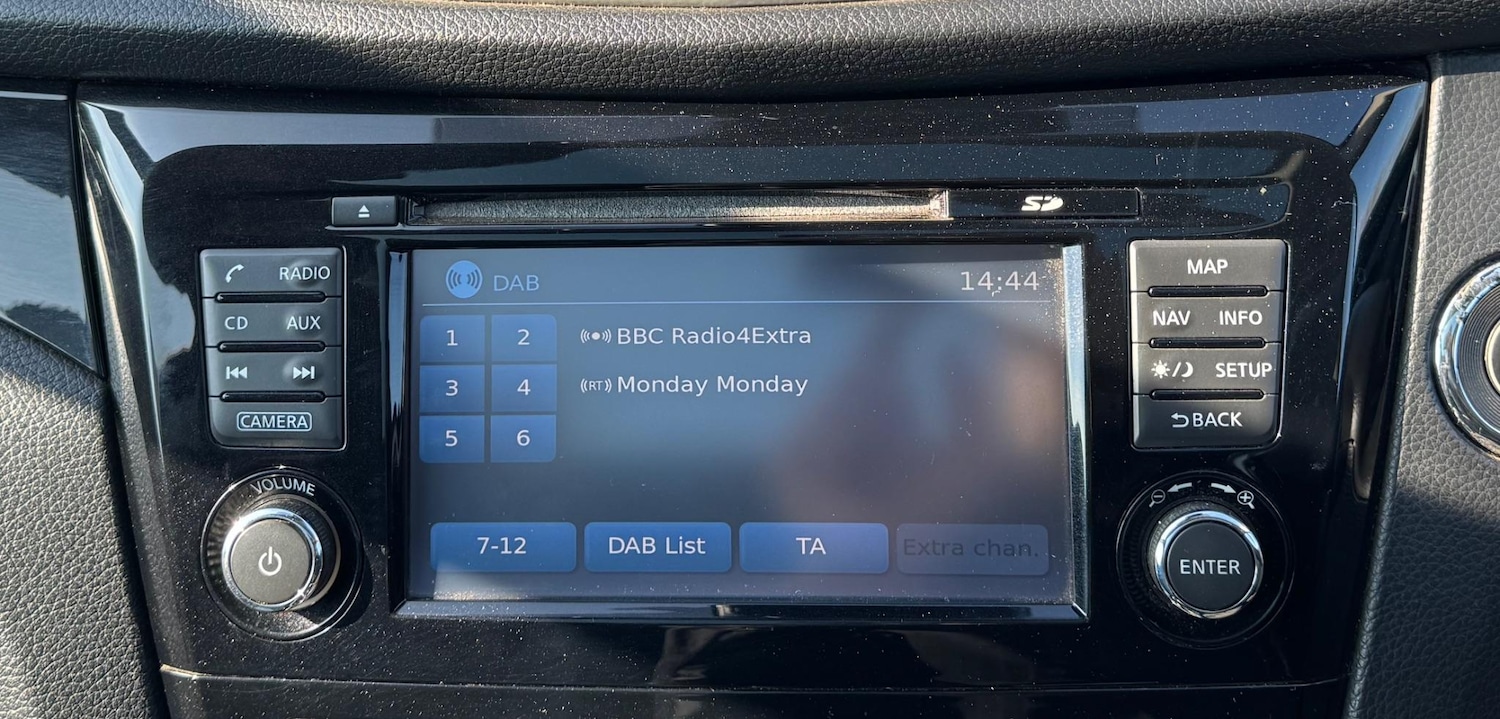 SD
RADIO
CD AUX
CAMERA
VOLUME
DAB 14:44
1 2
3 4
5 6
BBC Radio4Extra
(RT) Monday Monday
7-12 DAB List TA Extra chan.
MAP
NAV INFO
SETUP
BACK
ENTER